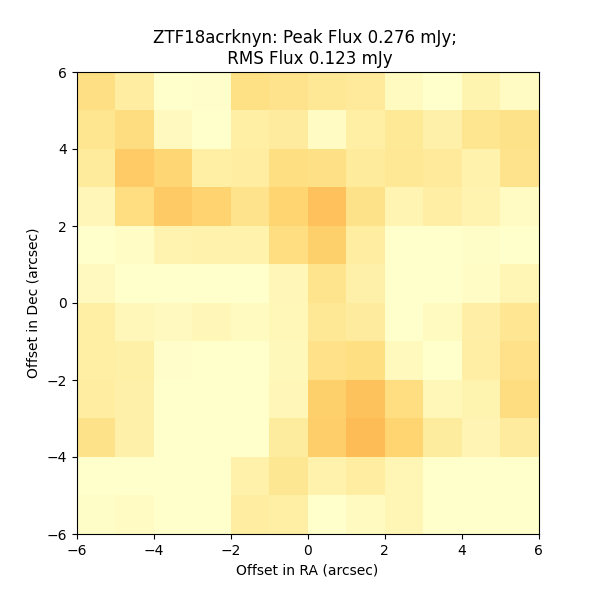 ZTF18acrknyn: Peak Flux 0.276 mJy;
RMS Flux 0.123 mJy
6
4
2
0
−2
−4
−6
Offset in Dec (arcsec)
−6 −4 −2 0 2 4 6
Offset in RA (arcsec)